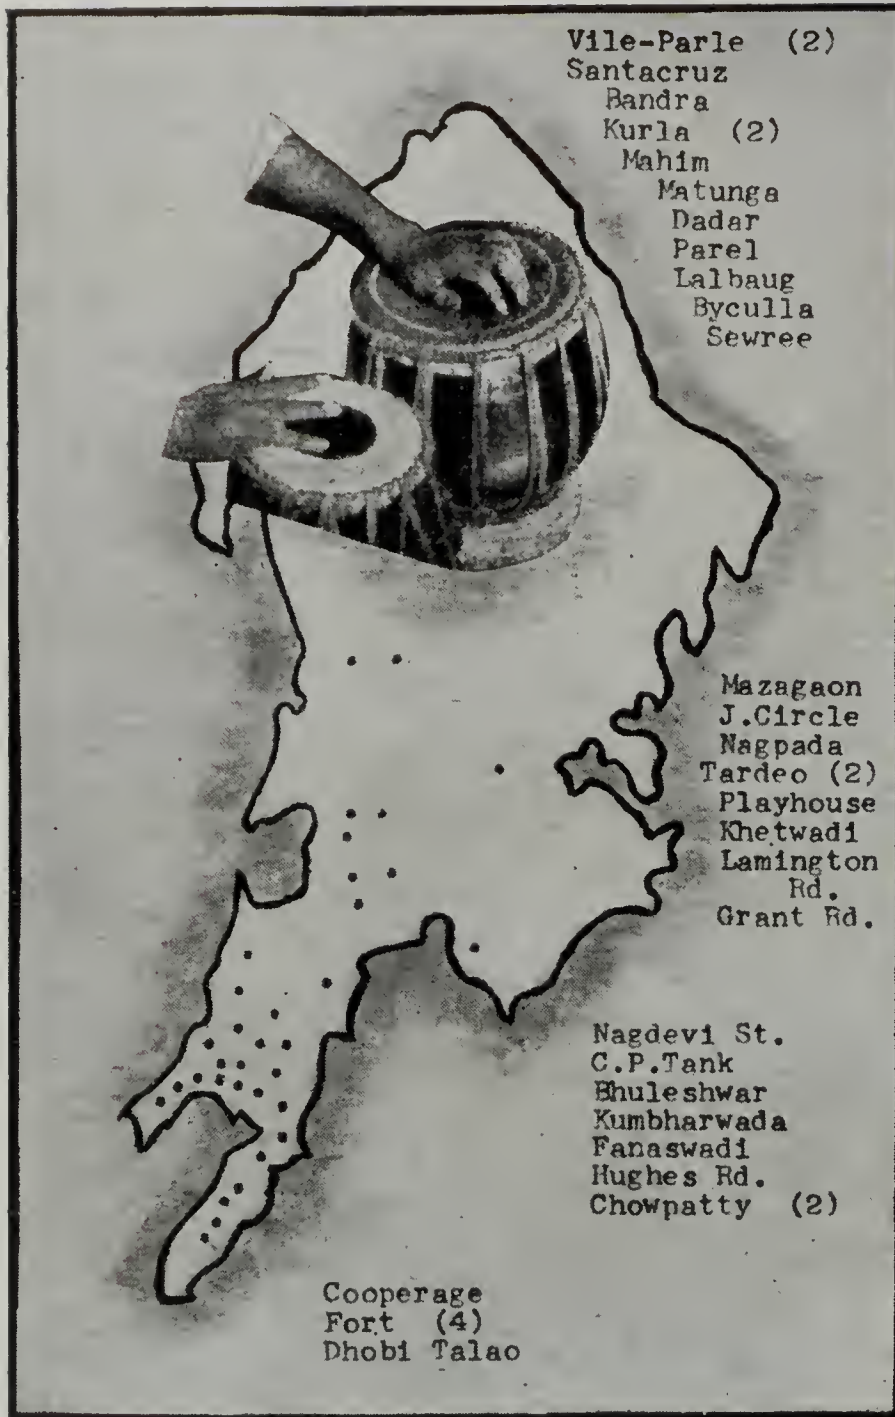 Vile-Parle (2)
Santacruz
Bandra
Kurla (2)
Mahim
Matunga
Dadar
Parel
Lalbaug
Byculla
Sewree
Mazagaon
J.Circle
Nagpada
Tardeo (2)
Playhouse
Khetwadi
Lamington
Rd.
Grant Rd.
Nagdevi St.
C.P.Tank
Bhuleshwar
Kumbharwada
Fanaswadi
Hughes Rd.
Chowpatty (2)
Cooperage
Fort (4)
Dhobi Talao